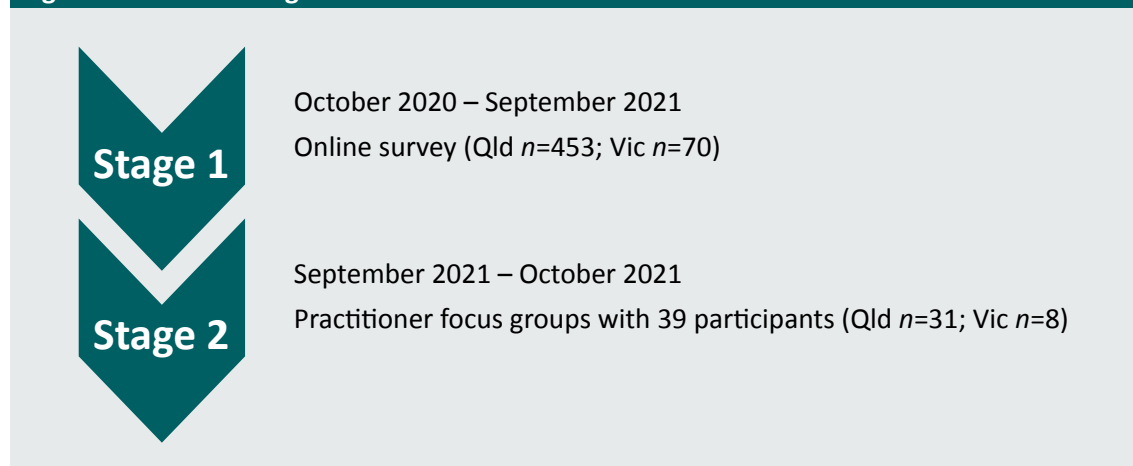 Stage 1
October 2020 – September 2021
Online survey (Qld n=453; Vic n=70)
Stage 2
September 2021 – October 2021
Practitioner focus groups with 39 participants (Qld n=31; Vic n=8)